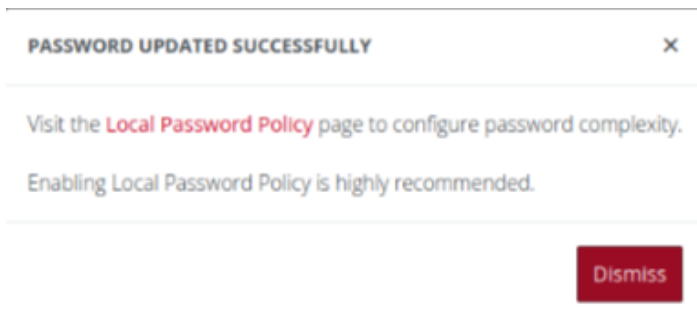 PASSWORD UPDATED SUCCESSFULLY ×
Visit the Local Password Policy page to configure password complexity.
Enabling Local Password Policy is highly recommended.
Dismiss